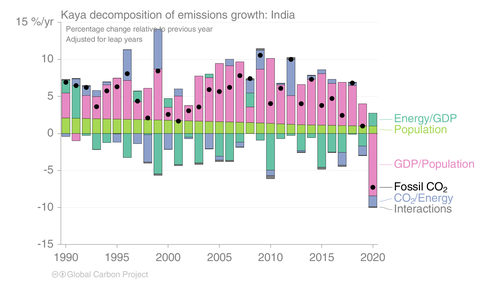 Kaya decomposition of emissions growth: India
15 %/yr
Percentage change relative to previous year
Adjusted for leap years
10
5
0
-5
-10
-15
Energy/GDP
Population
GDP/Population
Fossil CO₂
CO₂/Energy
Interactions
1990 1995 2000 2005 2010 2015 2020
Global Carbon Project